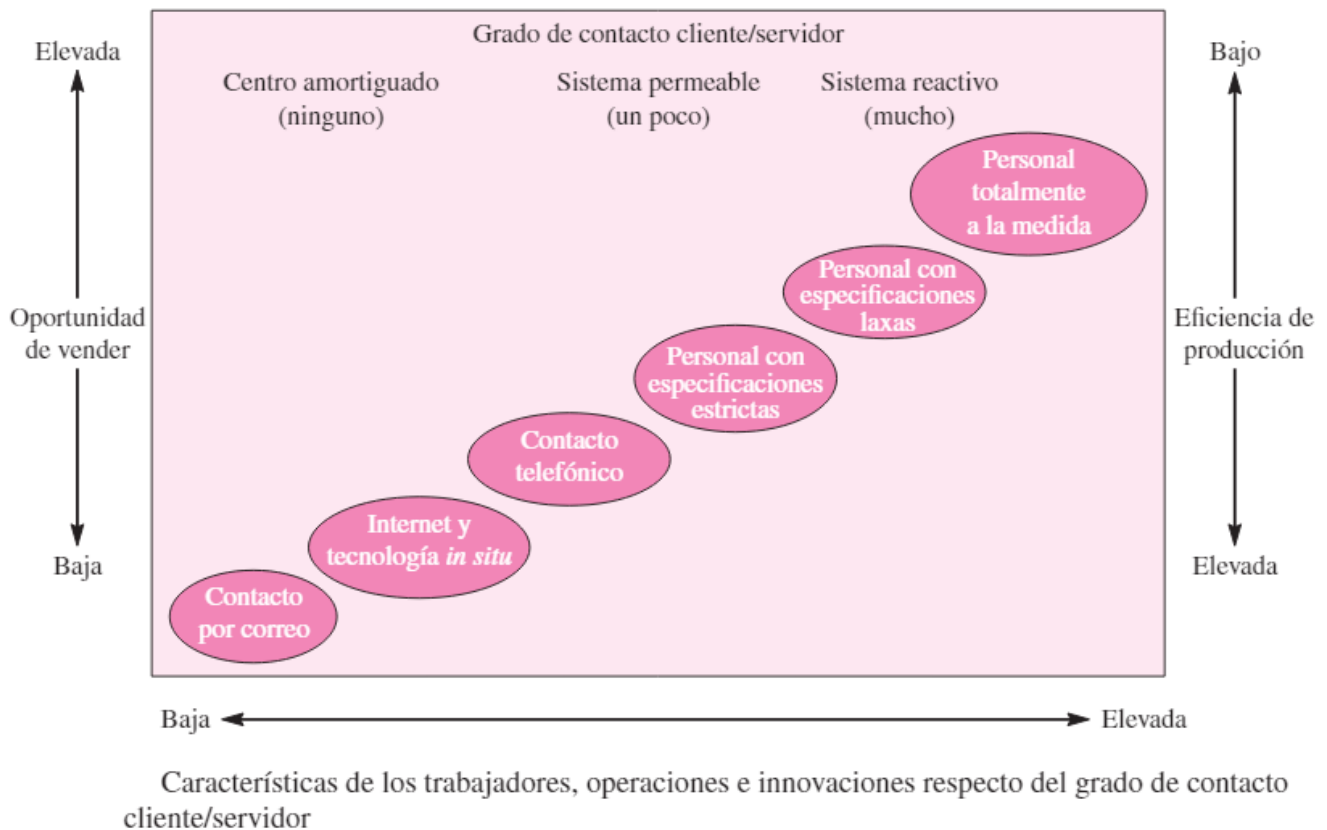 Grado de contacto cliente/servidor
Elevada
Bajo
Centro amortiguado
(ninguno)
Sistema permeable
(un poco)
Sistema reactivo
(mucho)
Personal
totalmente
a la medida
Personal con
especificaciones
laxas
Oportunidad
de vender
Eficiencia de
producción
Personal con
especificaciones
estrictas
Contacto
telefónico
Internet y
tecnología in situ
Baja
Elevada
Contacto
por correo
Baja
Elevada
Características de los trabajadores, operaciones e innovaciones respecto del grado de contacto
cliente/servidor